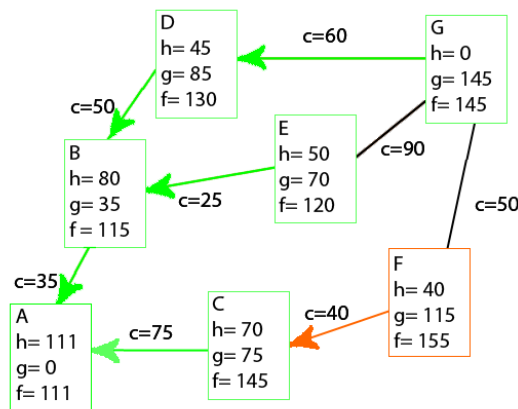 D
h= 45
g= 85
f= 130
c=60
G
h= 0
g= 145
f= 145
c=50
E
h= 50
g= 70
f= 120
c=90
B
h= 80
g= 35
f= 115
c=25
c=50
c=35
F
h= 40
g= 115
f= 155
A
h= 111
g= 0
f= 111
c=75
C
h= 70
g= 75
f= 145
c=40